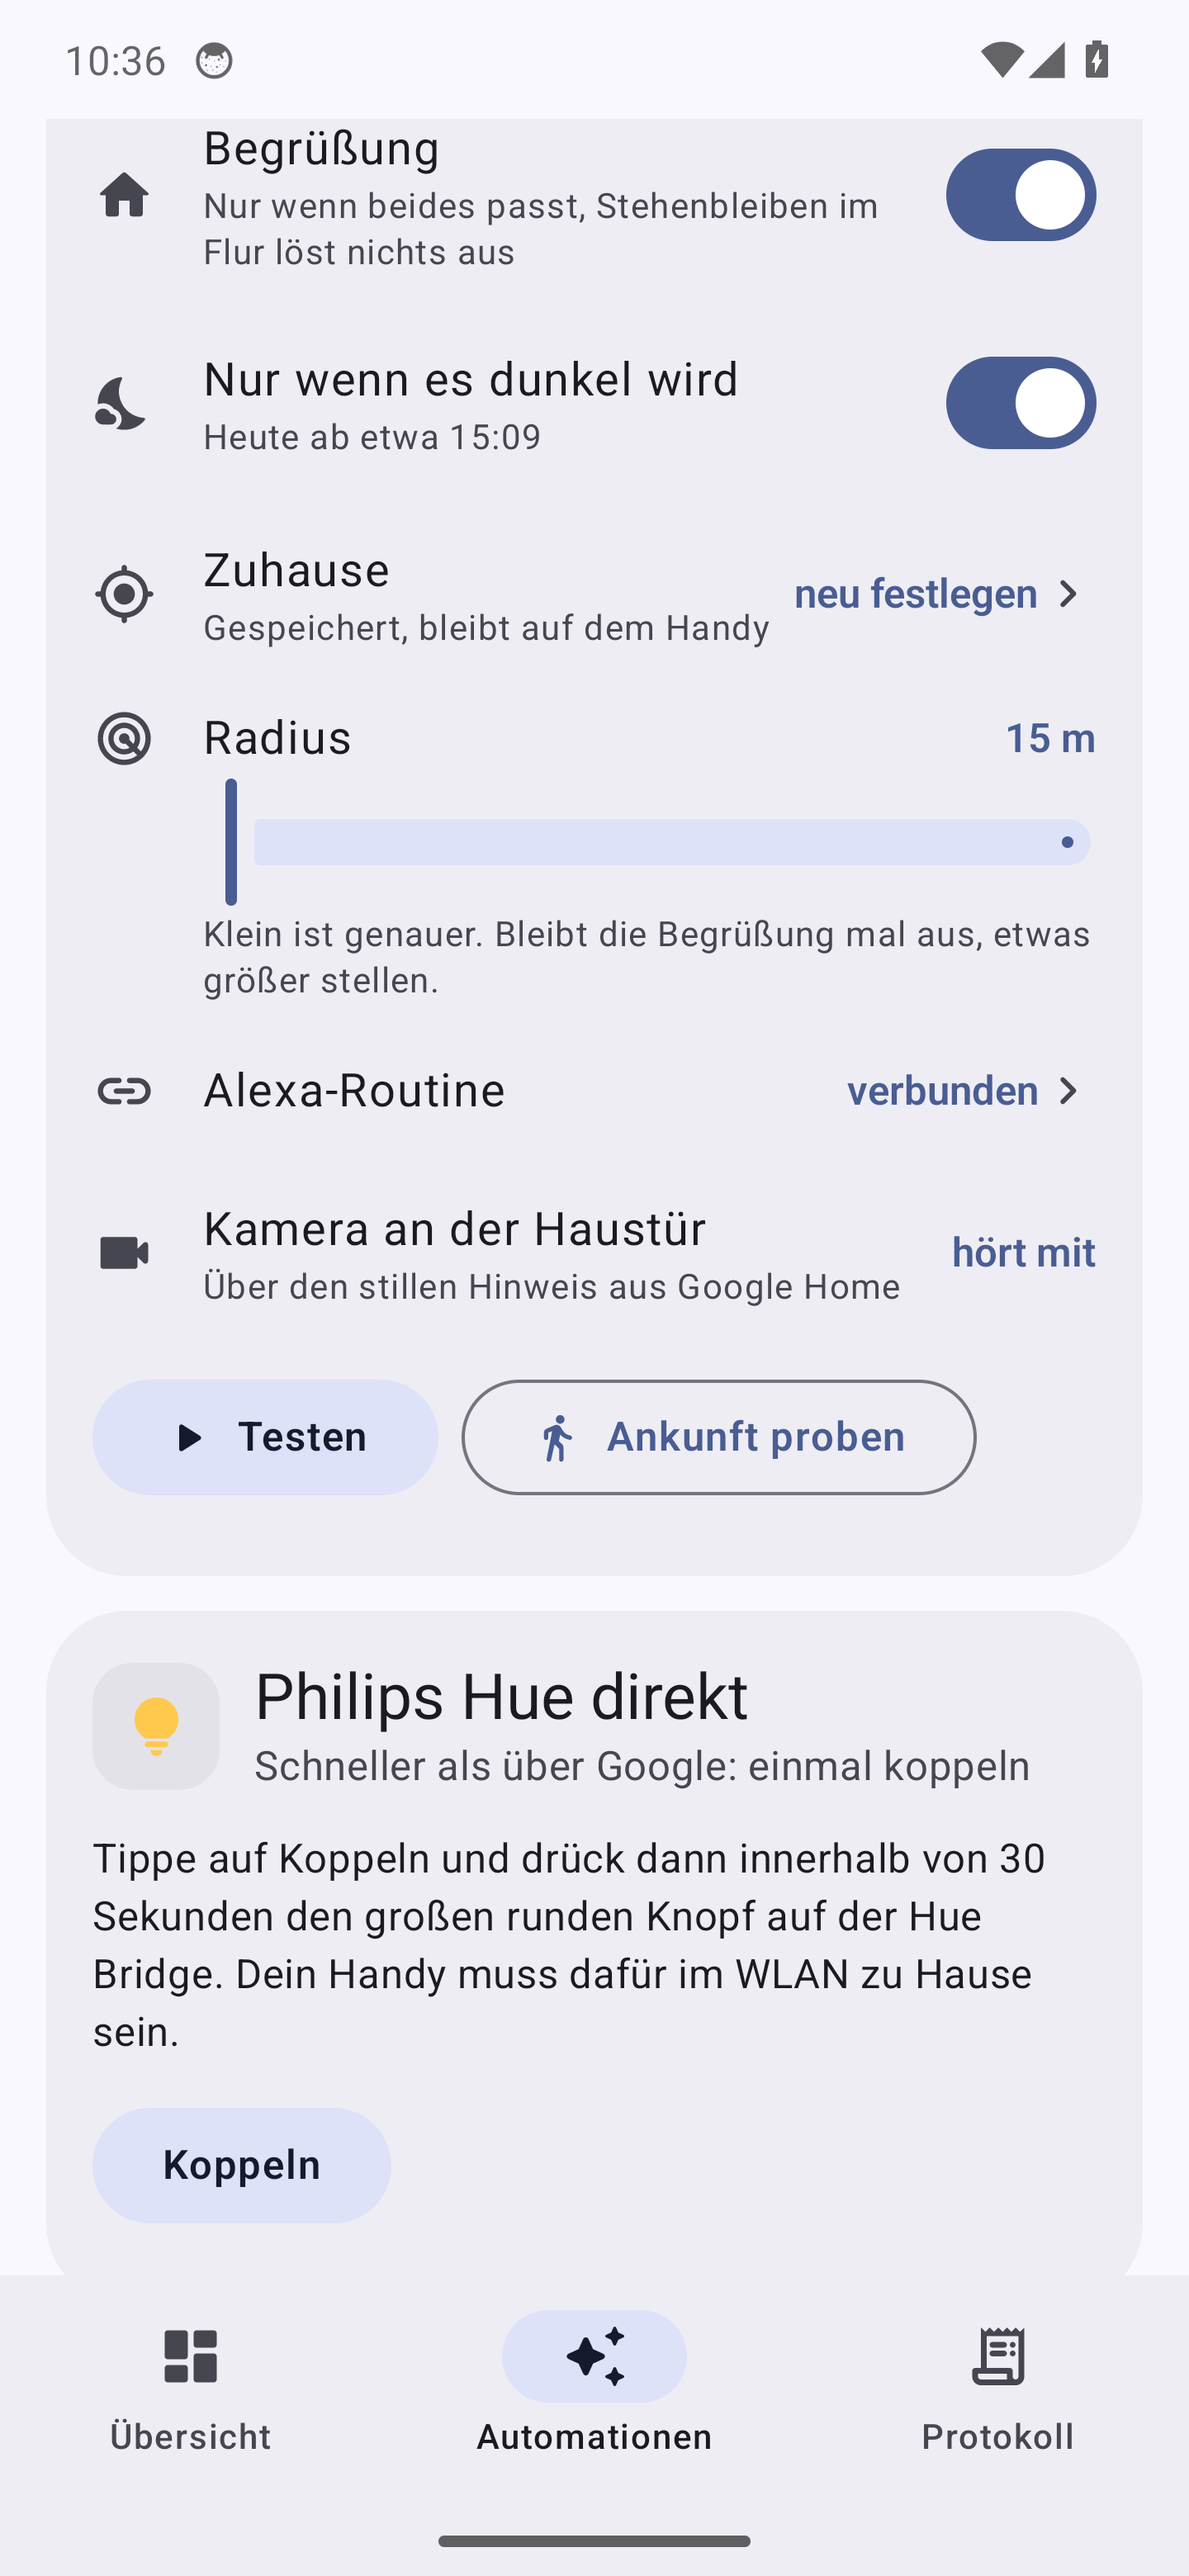 10:36
Begrüßung
Nur wenn beides passt, Stehenbleiben im
Flur löst nichts aus
Nur wenn es dunkel wird
Heute ab etwa 15:09
Zuhause
Gespeichert, bleibt auf dem Handy
neu festlegen
Radius
15 m
Klein ist genauer. Bleibt die Begrüßung mal aus, etwas
größer stellen.
Alexa-Routine
verbunden
Kamera an der Haustür
Über den stillen Hinweis aus Google Home
hört mit
Testen
Ankunft proben
Philips Hue direkt
Schneller als über Google: einmal koppeln
Tippe auf Koppeln und drück dann innerhalb von 30
Sekunden den großen runden Knopf auf der Hue
Bridge. Dein Handy muss dafür im WLAN zu Hause
sein.
Koppeln
Übersicht
Automationen
Protokoll